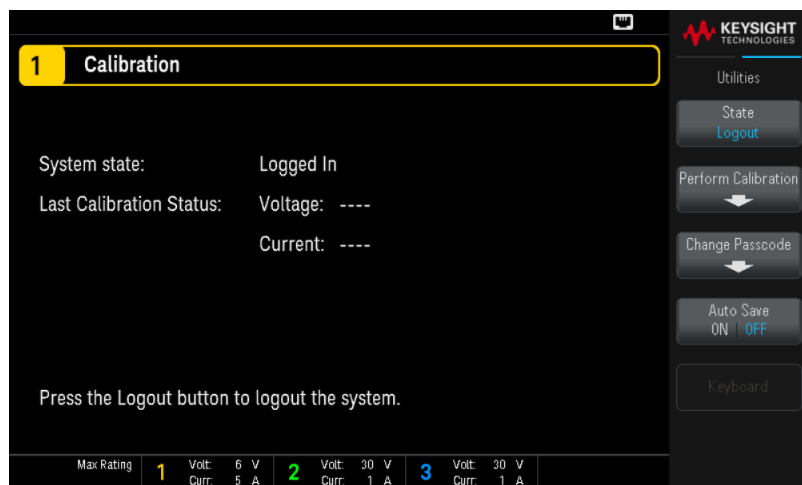 KEYSIGHT
TECHNOLOGIES
1 Calibration
Utilities
State
Logout
System state: Logged In
Perform Calibration
Last Calibration Status: Voltage: ----
Current: ----
Change Passcode
Auto Save
ON | OFF
Keyboard
Press the Logout button to logout the system.
Max Rating 1 Volt: 6 V 2 Volt: 30 V 3 Volt: 30 V
Curr: 5 A Curr: 1 A Curr: 1 A